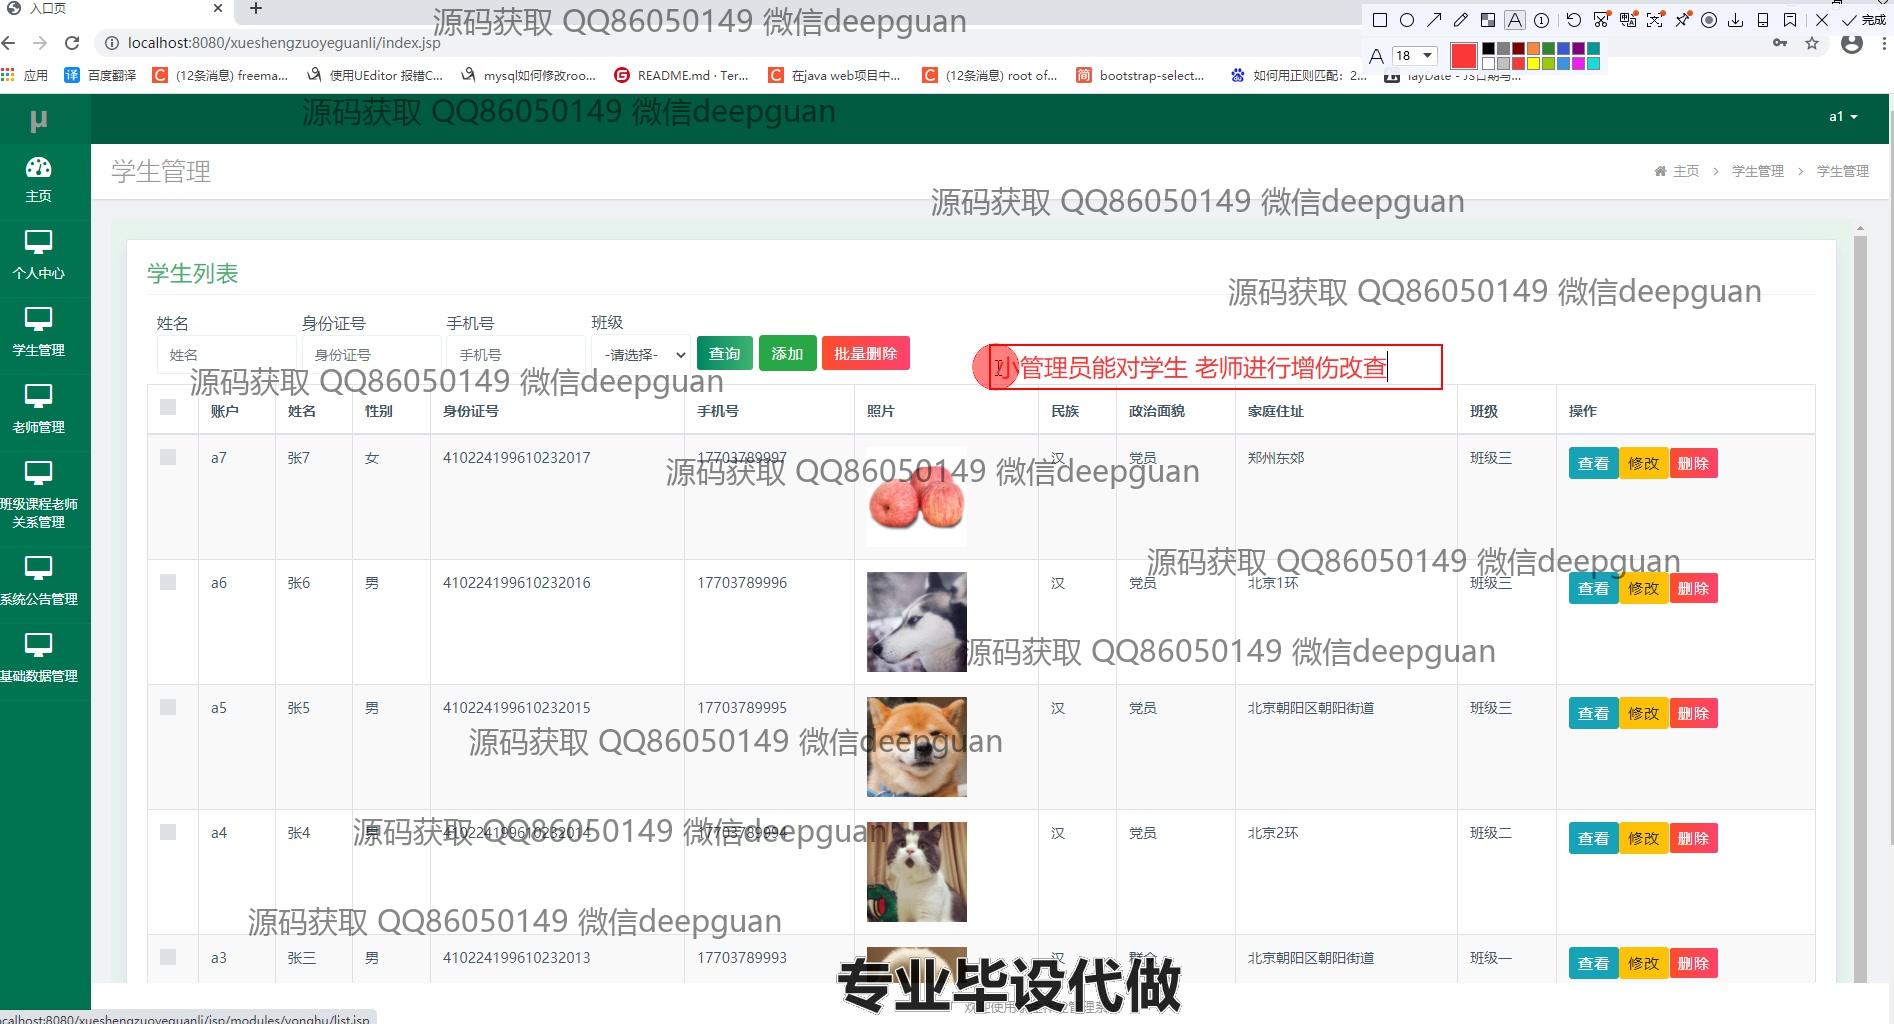 入口页
源码获取 QQ86050149 微信deepguan
完成
localhost:8080/xueshengzuoyeguanli/index.jsp
A 18
应用 百度翻译 (12条消息) freema... 使用UEditor 报错C... mysql如何修改roo... README.md · Ter... 在java web项目中... (12条消息) root of... bootstrap-select... 如何用正则匹配：2... layDate - JS日期与...
源码获取 QQ86050149 微信deepguan
μ
a1
学生管理
主页 > 学生管理 > 学生管理
主页
源码获取 QQ86050149 微信deepguan
个人中心
学生列表
源码获取 QQ86050149 微信deepguan
姓名 身份证号 手机号 班级
学生管理
姓名 身份证号 手机号 -请选择- 查询 添加 批量删除
小管理员能对学生 老师进行增伤改查
源码获取 QQ86050149 微信deepguan
账户 姓名 性别 身份证号 手机号 照片 民族 政治面貌 家庭住址 班级 操作
老师管理
a7 张7 女 410224199610232017 17703789997 汉 党员 郑州东郊 班级三 查看 修改 删除
源码获取 QQ86050149 微信deepguan
班级课程老师
关系管理
源码获取 QQ86050149 微信deepguan
a6 张6 男 410224199610232016 17703789996 汉 党员 北京1环 班级三 查看 修改 删除
系统公告管理
源码获取 QQ86050149 微信deepguan
基础数据管理
a5 张5 男 410224199610232015 17703789995 汉 党员 北京朝阳区朝阳街道 班级三 查看 修改 删除
源码获取 QQ86050149 微信deepguan
a4 张4 男 410224199610232014 17703789994 汉 党员 北京2环 班级二 查看 修改 删除
源码获取 QQ86050149 微信deepguan
源码获取 QQ86050149 微信deepguan
a3 张三 男 410224199610232013 17703789993 汉 群众 北京朝阳区朝阳街道 班级一 查看 修改 删除
专业毕设代做
localhost:8080/xueshengzuoyeguanli/jsp/modules/yonghu/list.jsp